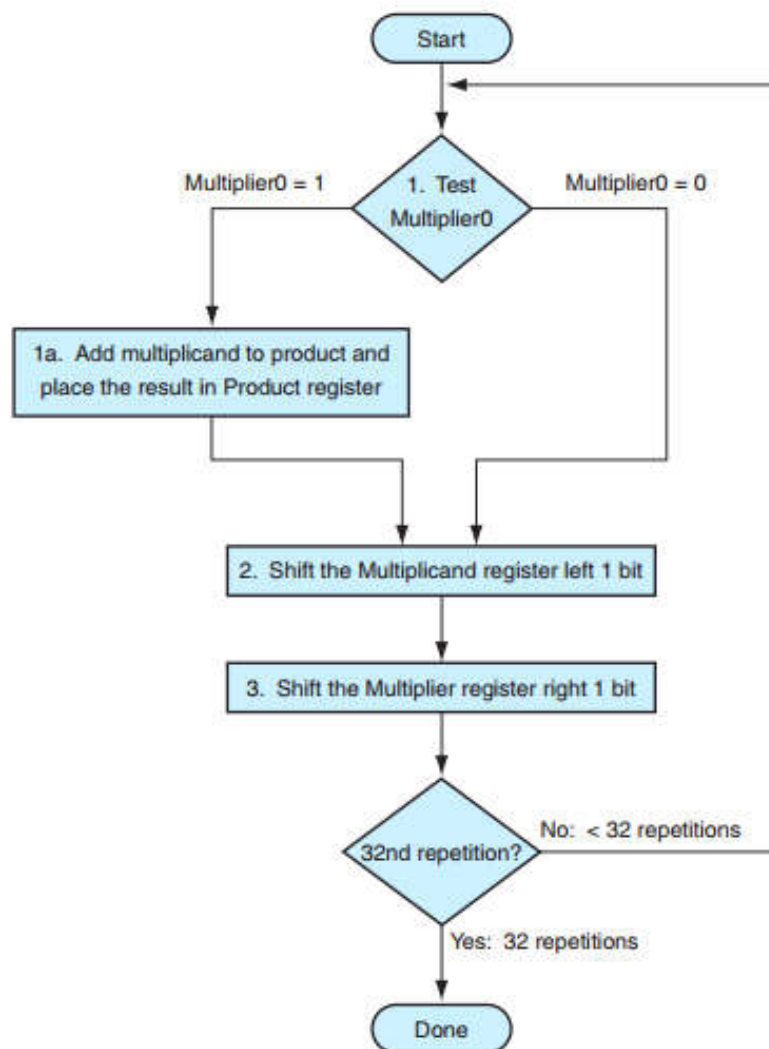 Start
1. Test
Multiplier0
Multiplier0 = 1
Multiplier0 = 0
1a. Add multiplicand to product and
place the result in Product register
2. Shift the Multiplicand register left 1 bit
3. Shift the Multiplier register right 1 bit
32nd repetition?
No: < 32 repetitions
Yes: 32 repetitions
Done